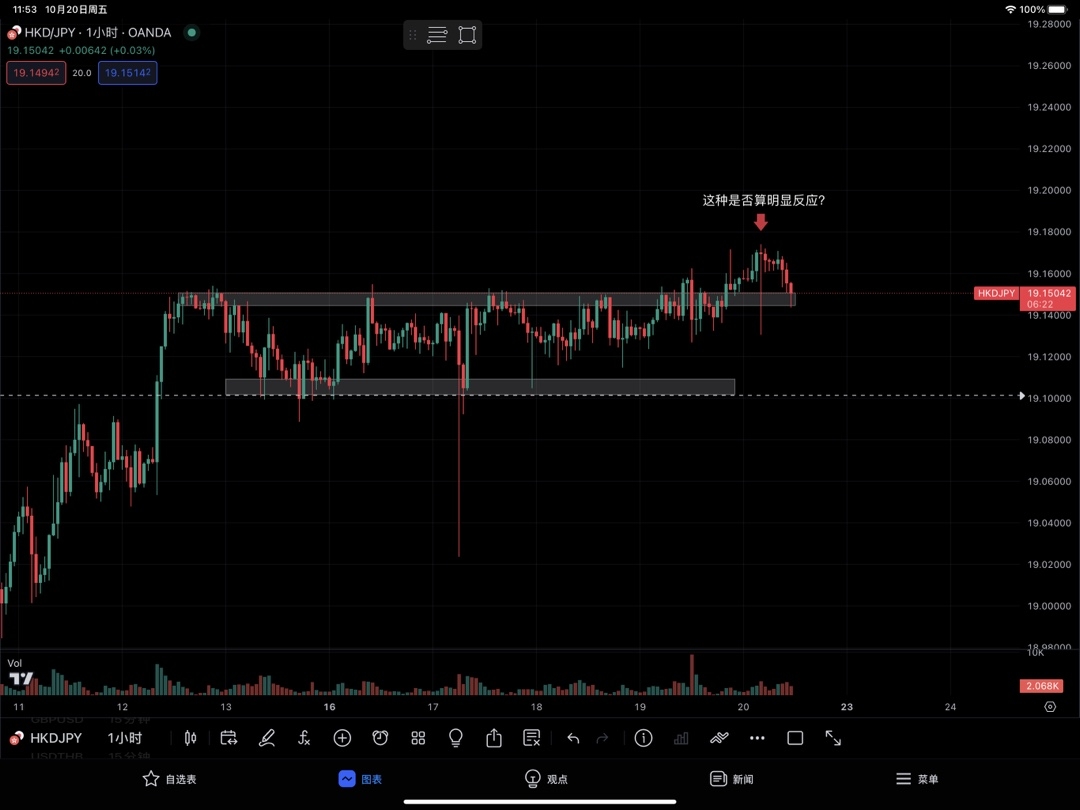 11:53 10月20日周五
100%
HKD/JPY · 1小时 · OANDA
19.15042 +0.00642 (+0.03%)
19.14942 20.0 19.15142
19.28000
19.26000
19.24000
19.22000
19.20000
这种是否算明显反应?
19.18000
19.16000
HKDJPY 19.15042
06:22
19.14000
19.12000
19.10000
19.08000
19.06000
19.04000
19.02000
19.00000
18.98000
10K
Vol
2.068K
11 12 13 16 17 18 19 20 23 24
GBPUSD 15分钟
HKDJPY 1小时
USDTHB 15分钟
自选表 图表 观点 新闻 菜单